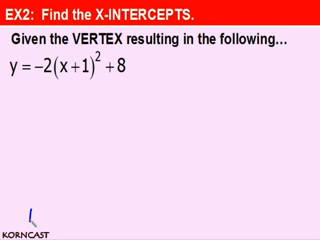 EX2: Find the X-INTERCEPTS.
Given the VERTEX resulting in the following…
y = −2(x+1)² + 8
KORNCAST